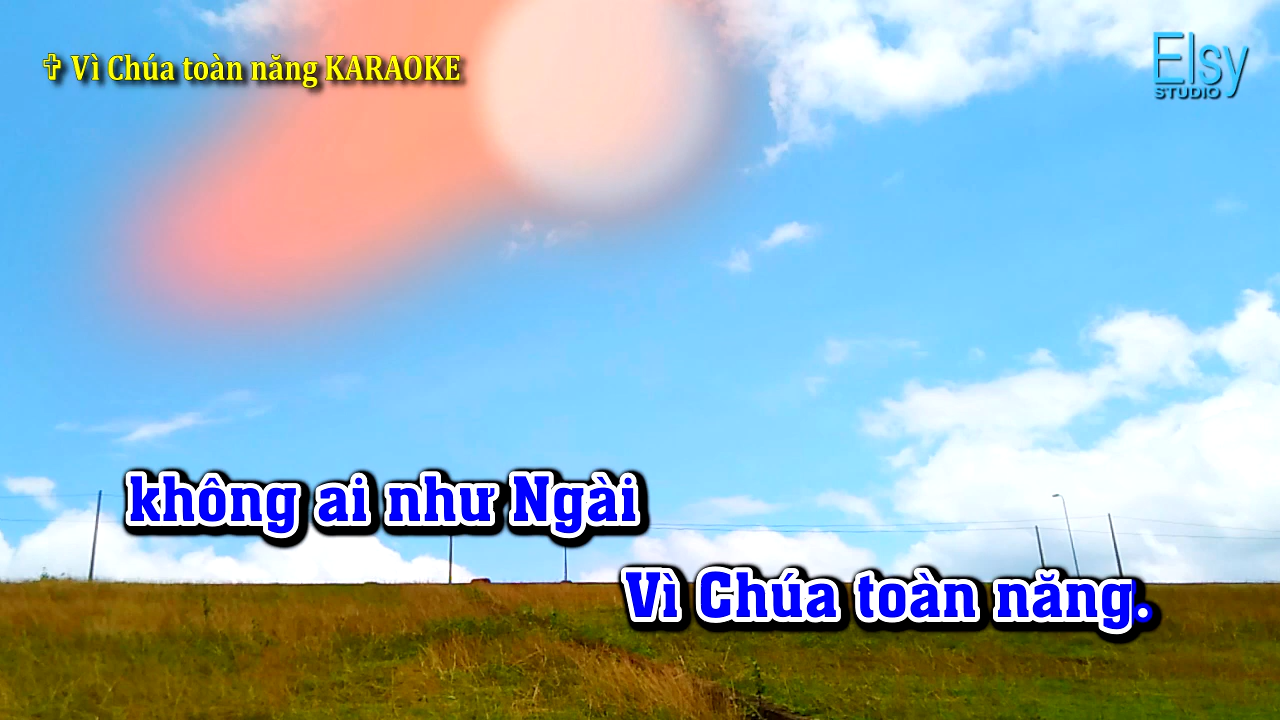 ✞ Vì Chúa toàn năng KARAOKE
Elsy
STUDIO
không ai như Ngài
Vì Chúa toàn năng.